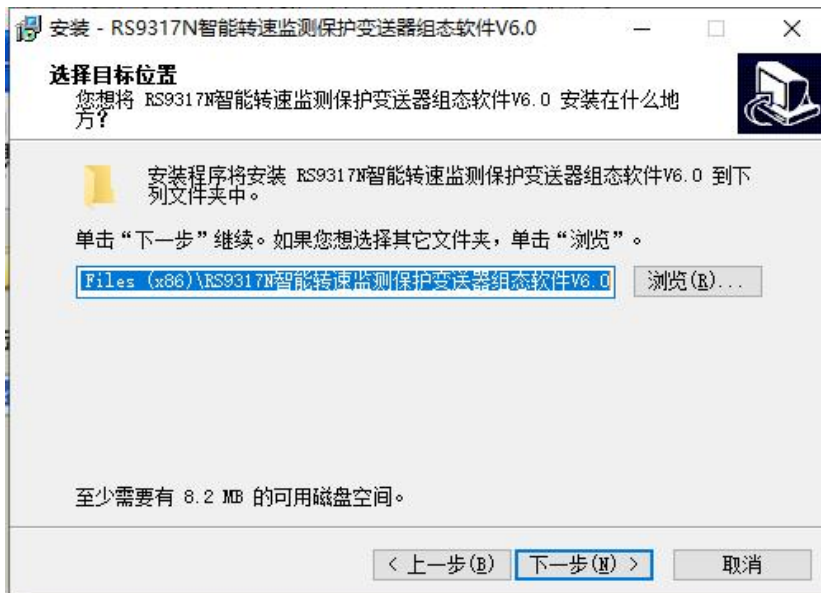 安装 - RS9317N智能转速监测保护变送器组态软件V6.0
选择目标位置
您想将 RS9317N智能转速监测保护变送器组态软件V6.0 安装在什么地
方?
安装程序将安装 RS9317N智能转速监测保护变送器组态软件V6.0 到下
列文件夹中。
单击“下一步”继续。如果您想选择其它文件夹,单击“浏览”。
Files (x86)\RS9317N智能转速监测保护变送器组态软件V6.0
浏览(R)...
至少需要有 8.2 MB 的可用磁盘空间。
< 上一步(B)
下一步(N) >
取消